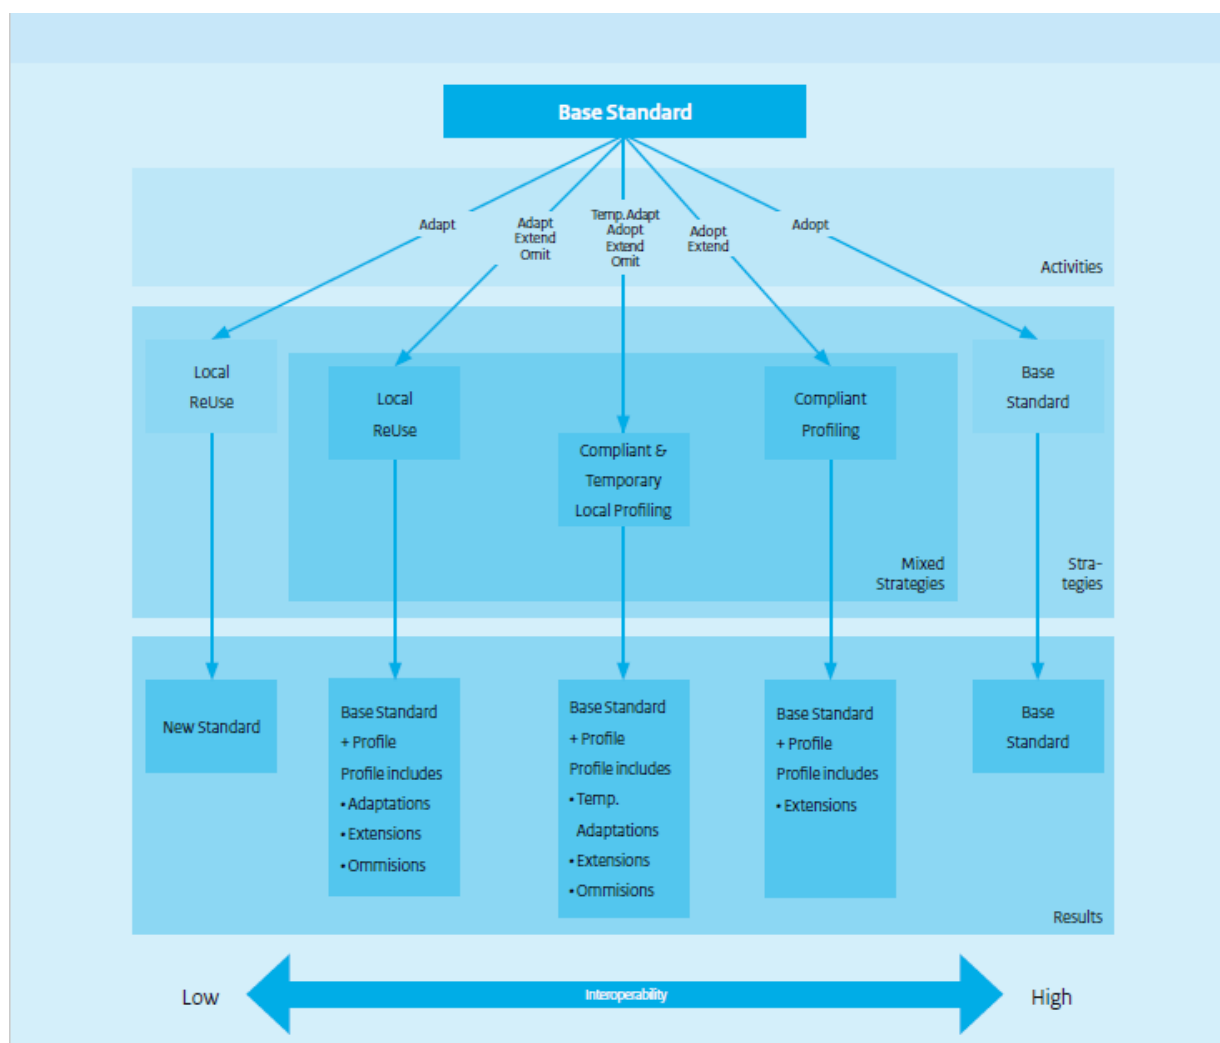 Base Standard
Adapt
Adapt
Extend
Omit
Temp. Adapt
Adopt
Extend
Omit
Adopt
Extend
Adopt
Activities
Local
ReUse
Local
ReUse
Compliant &
Temporary
Local Profiling
Compliant
Profiling
Base
Standard
Mixed
Strategies
Stra-
tegies
New Standard
Base Standard
+ Profile
Profile includes
• Adaptations
• Extensions
• Ommisions
Base Standard
+ Profile
Profile includes
• Temp.
Adaptations
• Extensions
• Ommisions
Base Standard
+ Profile
Profile includes
• Extensions
Base
Standard
Results
Low
Interoperability
High